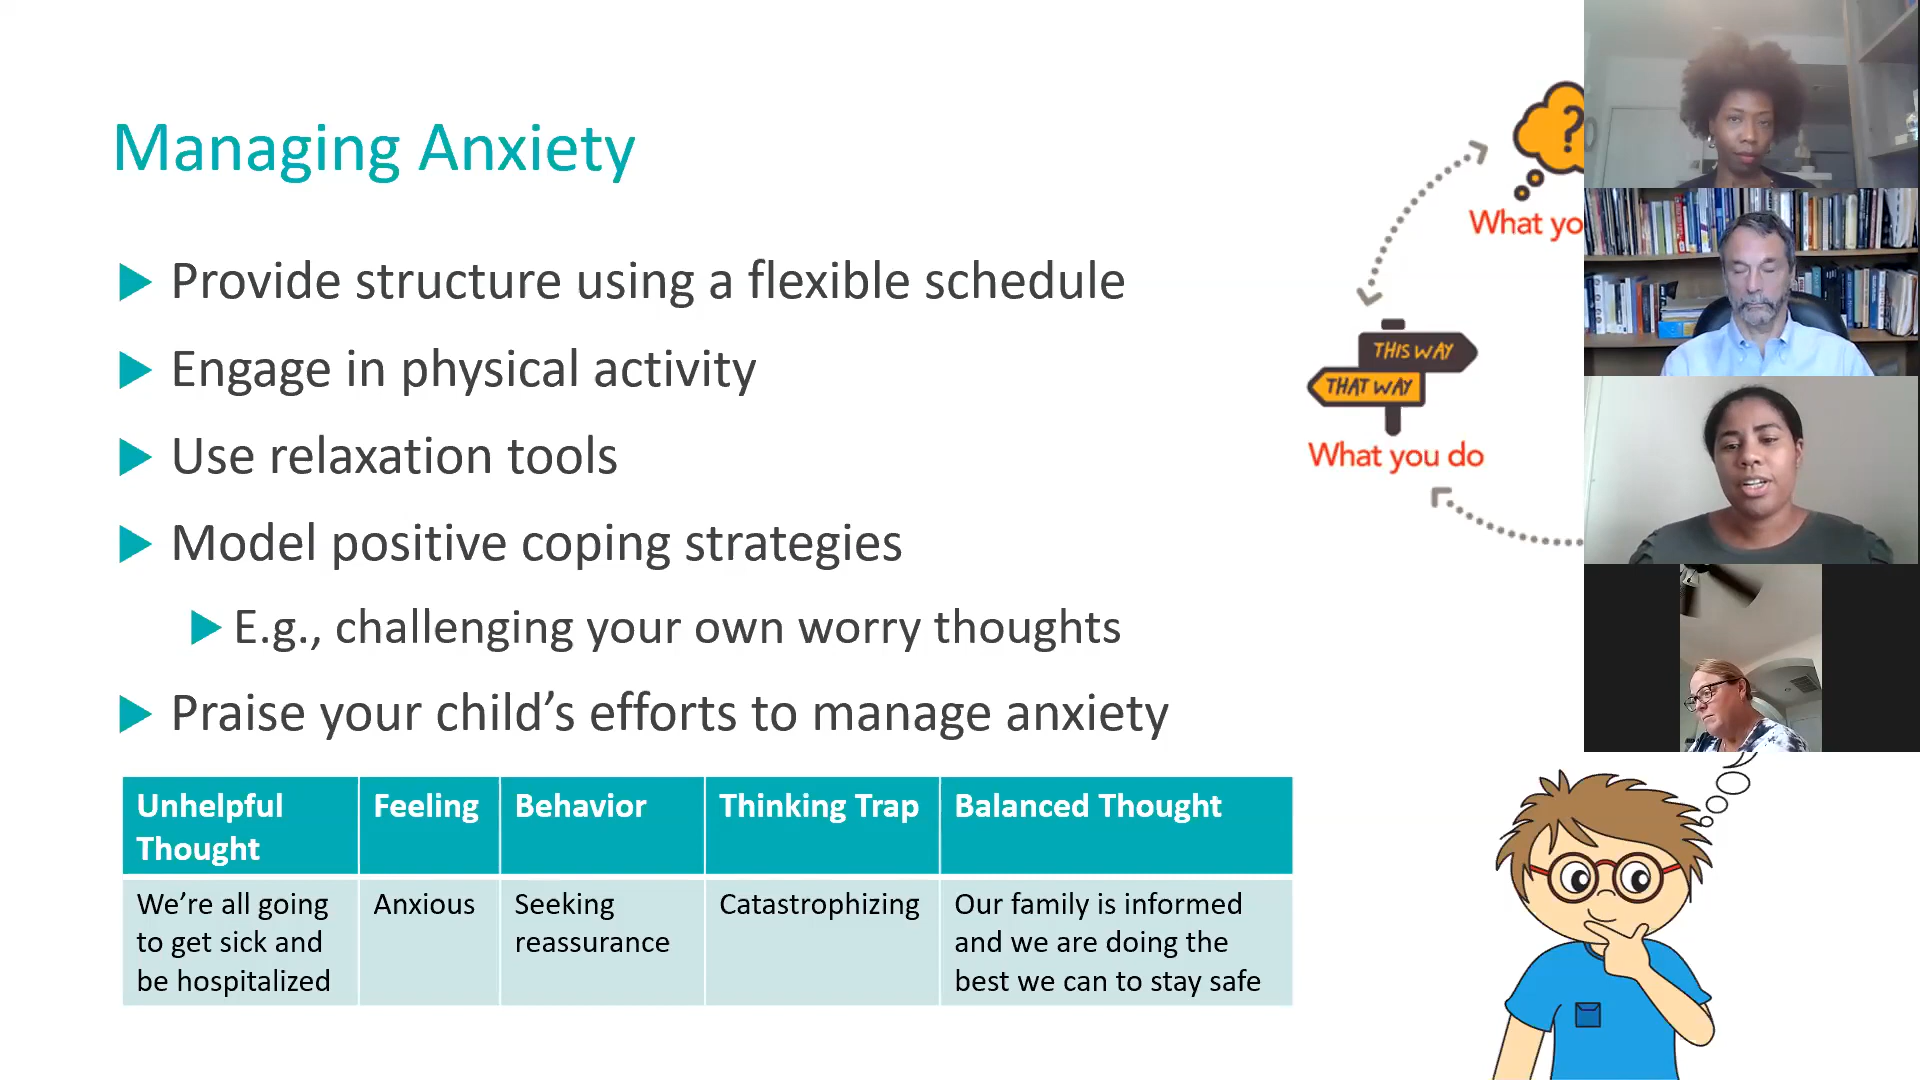 Managing Anxiety
Provide structure using a flexible schedule
Engage in physical activity
Use relaxation tools
Model positive coping strategies
E.g., challenging your own worry thoughts
Praise your child’s efforts to manage anxiety
?
What yo
THIS WAY
THAT WAY
What you do
Unhelpful Thought
Feeling
Behavior
Thinking Trap
Balanced Thought
We’re all going
to get sick and
be hospitalized
Anxious
Seeking
reassurance
Catastrophizing
Our family is informed
and we are doing the
best we can to stay safe